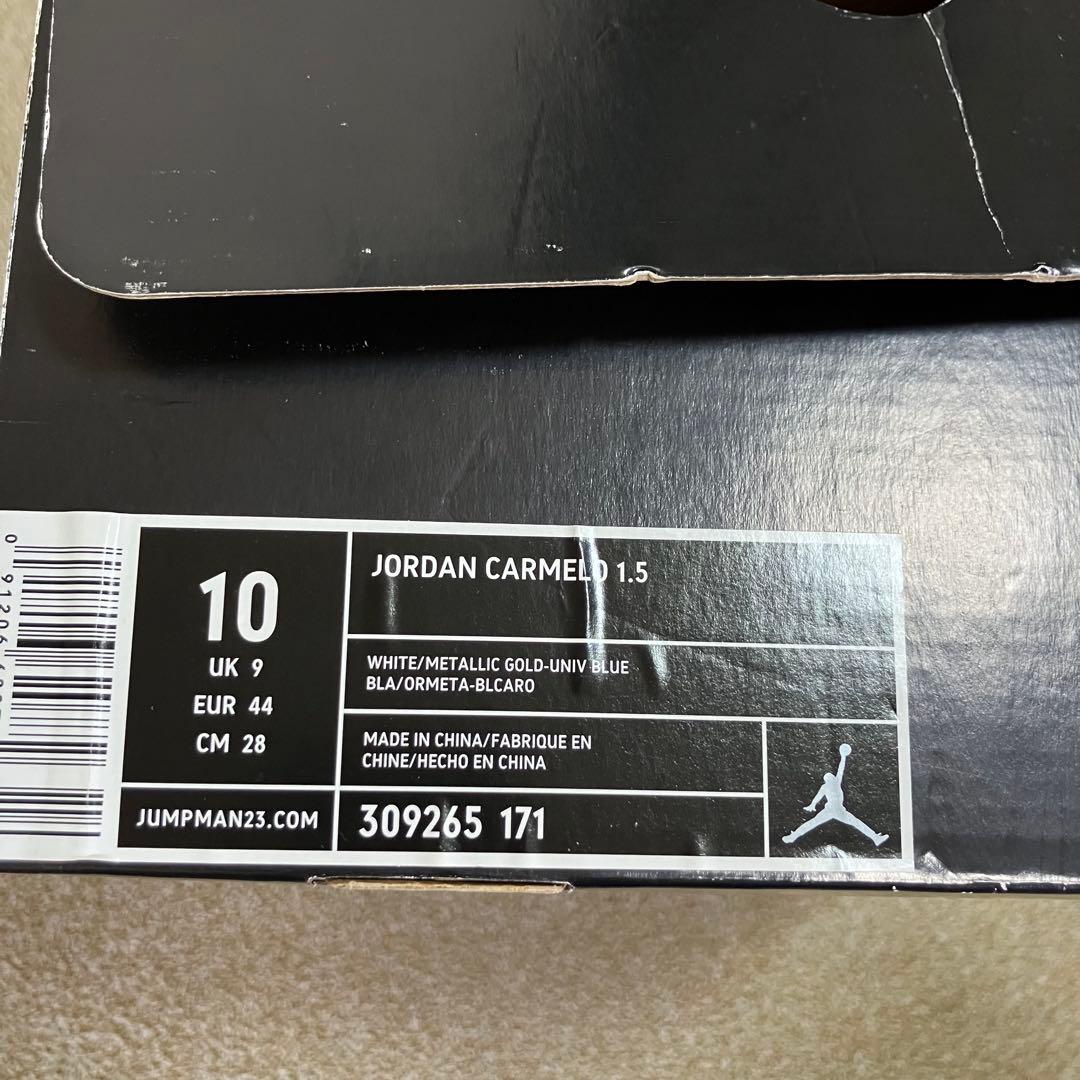 10
UK 9
EUR 44
CM 28
JUMPMAN23.COM
JORDAN CARMELO 1.5
WHITE/METALLIC GOLD-UNIV BLUE
BLA/ORMETA-BLCARO
MADE IN CHINA/FABRIQUE EN
CHINE/HECHO EN CHINA
309265 171